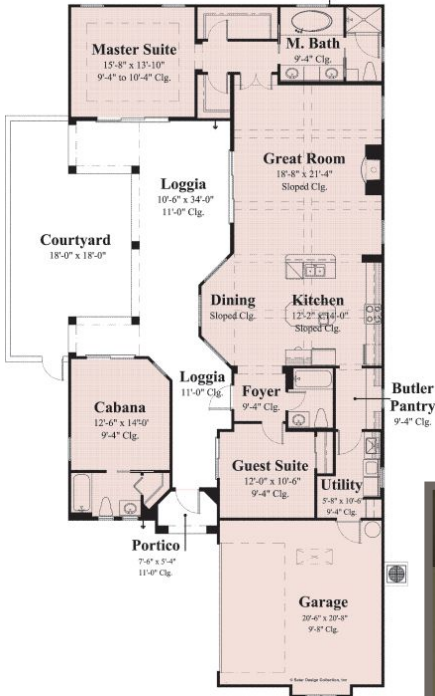 Master Suite
15'-8" x 13'-10"
9'-4" to 10'-4" Clg.
M. Bath
9'-4" Clg.
Great Room
18'-8" x 21'-4"
Sloped Clg.
Loggia
10'-6" x 34'-0"
11'-0" Clg.
Courtyard
18'-0" x 18'-0"
Dining
Sloped Clg.
Kitchen
12'-2" x 14'-0"
Sloped Clg.
Loggia
11'-0" Clg.
Foyer
9'-4" Clg.
Butler
Pantry
9'-4" Clg.
Cabana
12'-6" x 14'-0"
9'-4" Clg.
Guest Suite
12'-0" x 10'-6"
9'-4" Clg.
Utility
5'-8" x 10'-6"
9'-4" Clg.
Portico
7'-6" x 5'-4"
11'-0" Clg.
Garage
20'-6" x 20'-8"
9'-8" Clg.
© Sater Design Collection, Inc.